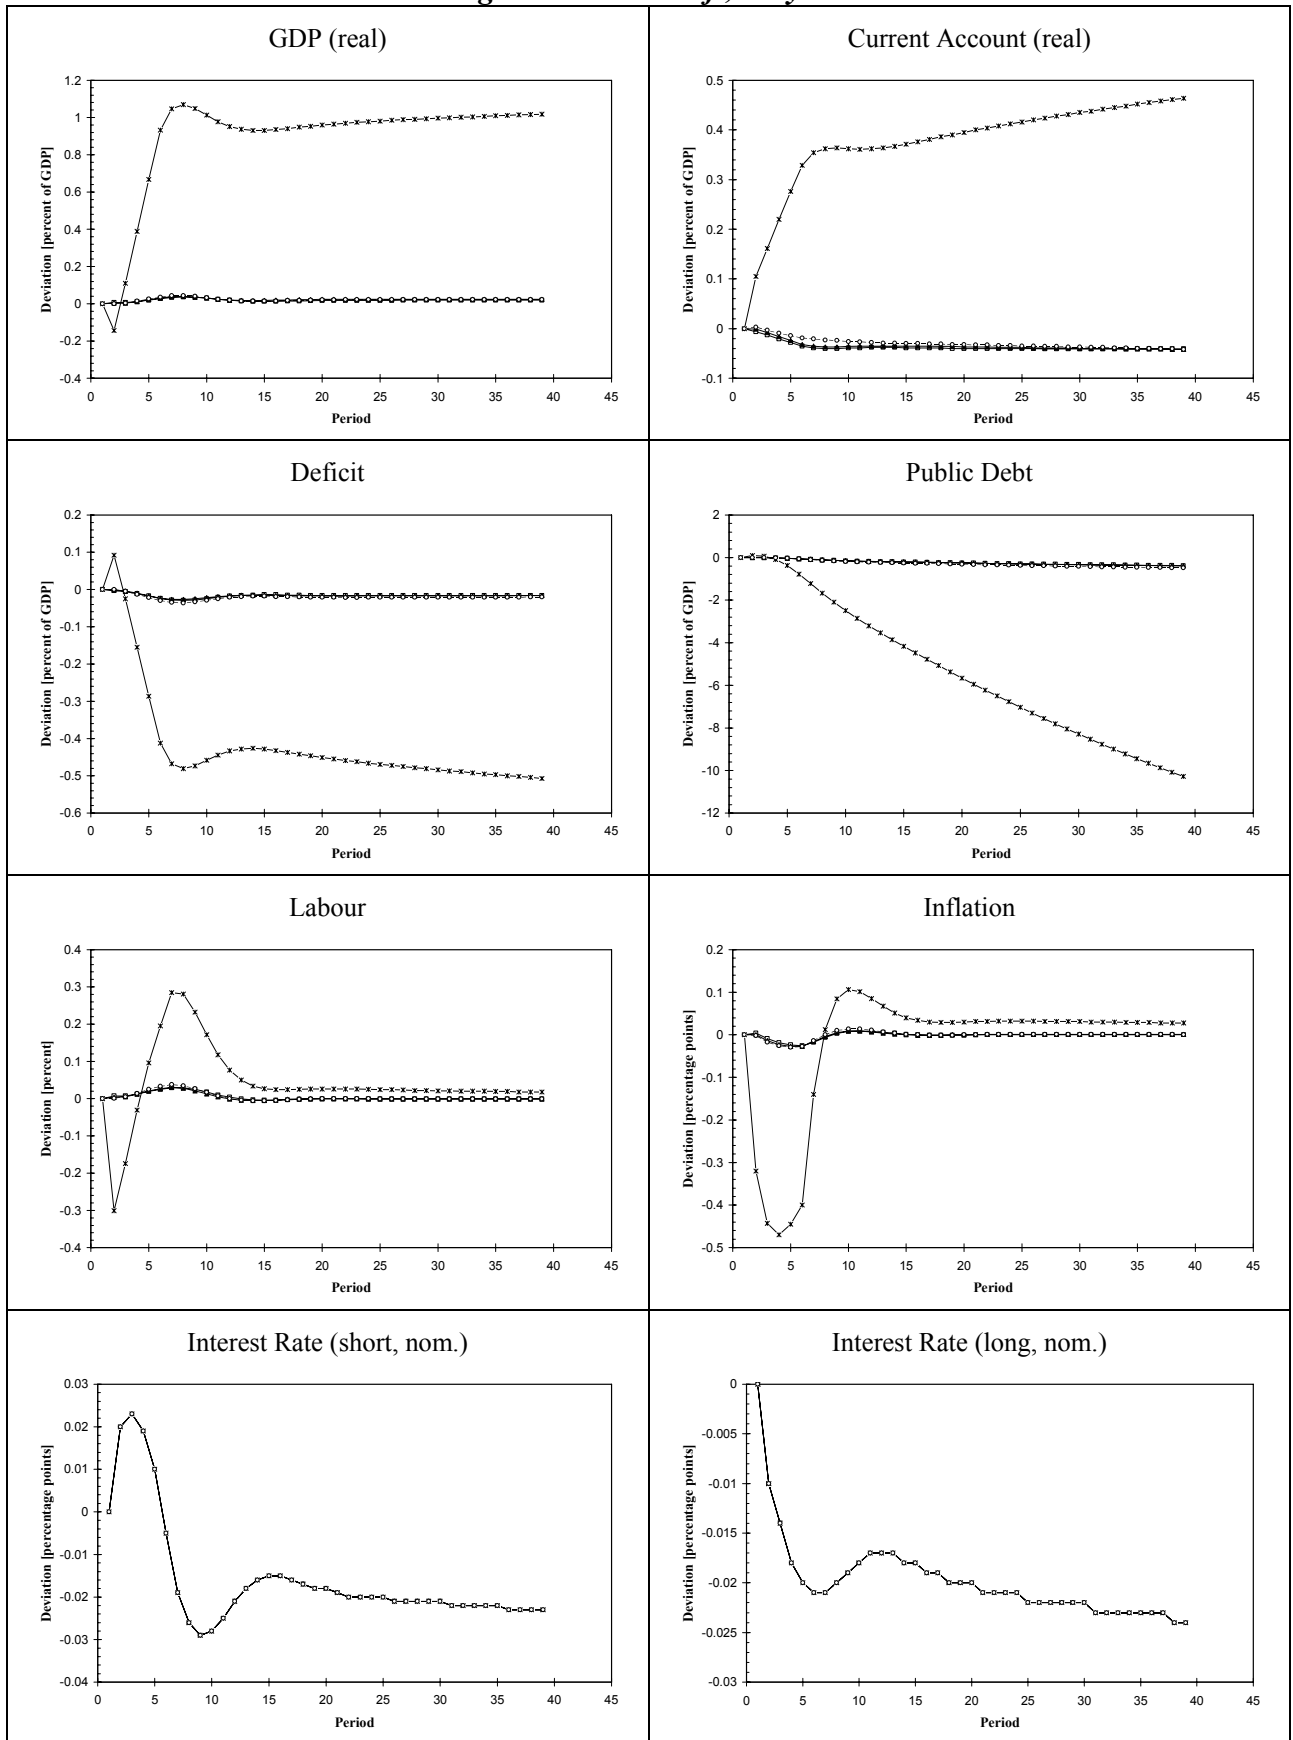 GDP (real)
1.2
1
0.8
0.6
0.4
0.2
0
-0.2
-0.4
Deviation [percent of GDP]
0 5 10 15 20 25 30 35 40 45
Period
Current Account (real)
0.5
0.4
0.3
0.2
0.1
0
-0.1
Deviation [percent of GDP]
0 5 10 15 20 25 30 35 40 45
Period
Deficit
0.2
0.1
0
-0.1
-0.2
-0.3
-0.4
-0.5
-0.6
Deviation [percent of GDP]
0 5 10 15 20 25 30 35 40 45
Period
Public Debt
2
0
-2
-4
-6
-8
-10
-12
Deviation [percent of GDP]
0 5 10 15 20 25 30 35 40 45
Period
Labour
0.4
0.3
0.2
0.1
0
-0.1
-0.2
-0.3
-0.4
Deviation [percent]
0 5 10 15 20 25 30 35 40 45
Period
Inflation
0.2
0.1
0
-0.1
-0.2
-0.3
-0.4
-0.5
Deviation [percentage points]
0 5 10 15 20 25 30 35 40 45
Period
Interest Rate (short, nom.)
0.03
0.02
0.01
0
-0.01
-0.02
-0.03
-0.04
Deviation [percentage points]
0 5 10 15 20 25 30 35 40 45
Period
Interest Rate (long, nom.)
0
-0.005
-0.01
-0.015
-0.02
-0.025
-0.03
Deviation [percentage points]
0 5 10 15 20 25 30 35 40 45
Period